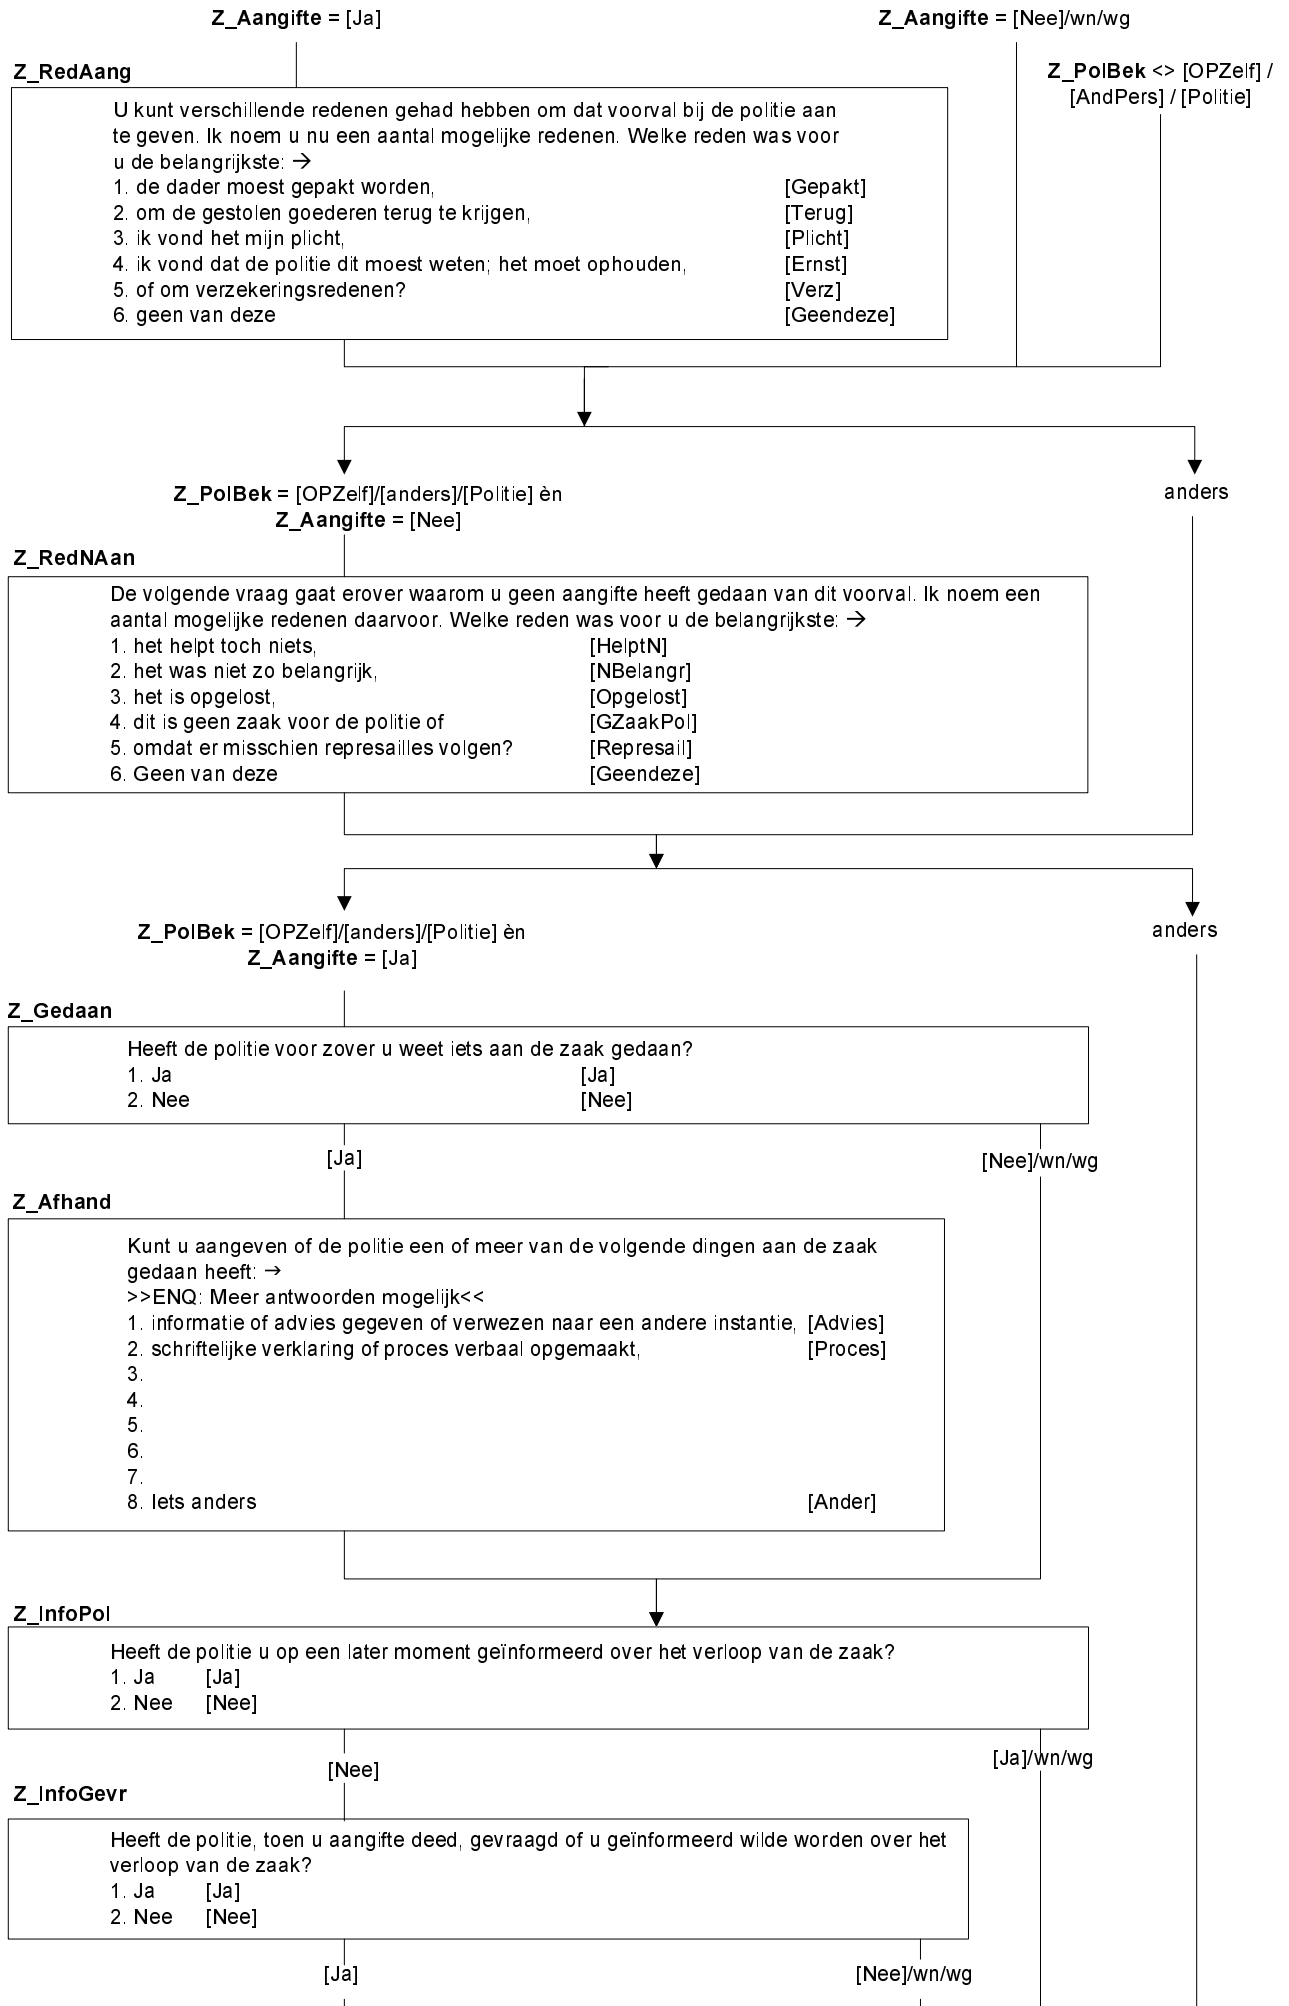 Z_Aangifte = [Ja]
Z_Aangifte = [Nee]/wn/wg
Z_PolBek <> [OPZelf] /
[AndPers] / [Politie]
Z_RedAang
U kunt verschillende redenen gehad hebben om dat voorval bij de politie aan
te geven. Ik noem u nu een aantal mogelijke redenen. Welke reden was voor
u de belangrijkste: →
1. de dader moest gepakt worden, [Gepakt]
2. om de gestolen goederen terug te krijgen, [Terug]
3. ik vond het mijn plicht, [Plicht]
4. ik vond dat de politie dit moest weten; het moet ophouden, [Ernst]
5. of om verzekeringsredenen? [Verz]
6. geen van deze [Geendeze]
Z_PolBek = [OPZelf]/[anders]/[Politie] èn
Z_Aangifte = [Nee]
anders
Z_RedNAan
De volgende vraag gaat erover waarom u geen aangifte heeft gedaan van dit voorval. Ik noem een
aantal mogelijke redenen daarvoor. Welke reden was voor u de belangrijkste: →
1. het helpt toch niets, [HelptN]
2. het was niet zo belangrijk, [NBelangr]
3. het is opgelost, [Opgelost]
4. dit is geen zaak voor de politie of [GZaakPol]
5. omdat er misschien represailles volgen? [Represail]
6. Geen van deze [Geendeze]
Z_PolBek = [OPZelf]/[anders]/[Politie] èn
Z_Aangifte = [Ja]
anders
Z_Gedaan
Heeft de politie voor zover u weet iets aan de zaak gedaan?
1. Ja [Ja]
2. Nee [Nee]
[Ja]
[Nee]/wn/wg
Z_Afhand
Kunt u aangeven of de politie een of meer van de volgende dingen aan de zaak
gedaan heeft: →
>>ENQ: Meer antwoorden mogelijk<<
1. informatie of advies gegeven of verwezen naar een andere instantie, [Advies]
2. schriftelijke verklaring of proces verbaal opgemaakt, [Proces]
3.
4.
5.
6.
7.
8. Iets anders [Ander]
Z_InfoPol
Heeft de politie u op een later moment geïnformeerd over het verloop van de zaak?
1. Ja [Ja]
2. Nee [Nee]
[Nee]
[Ja]/wn/wg
Z_InfoGevr
Heeft de politie, toen u aangifte deed, gevraagd of u geïnformeerd wilde worden over het
verloop van de zaak?
1. Ja [Ja]
2. Nee [Nee]
[Ja]
[Nee]/wn/wg